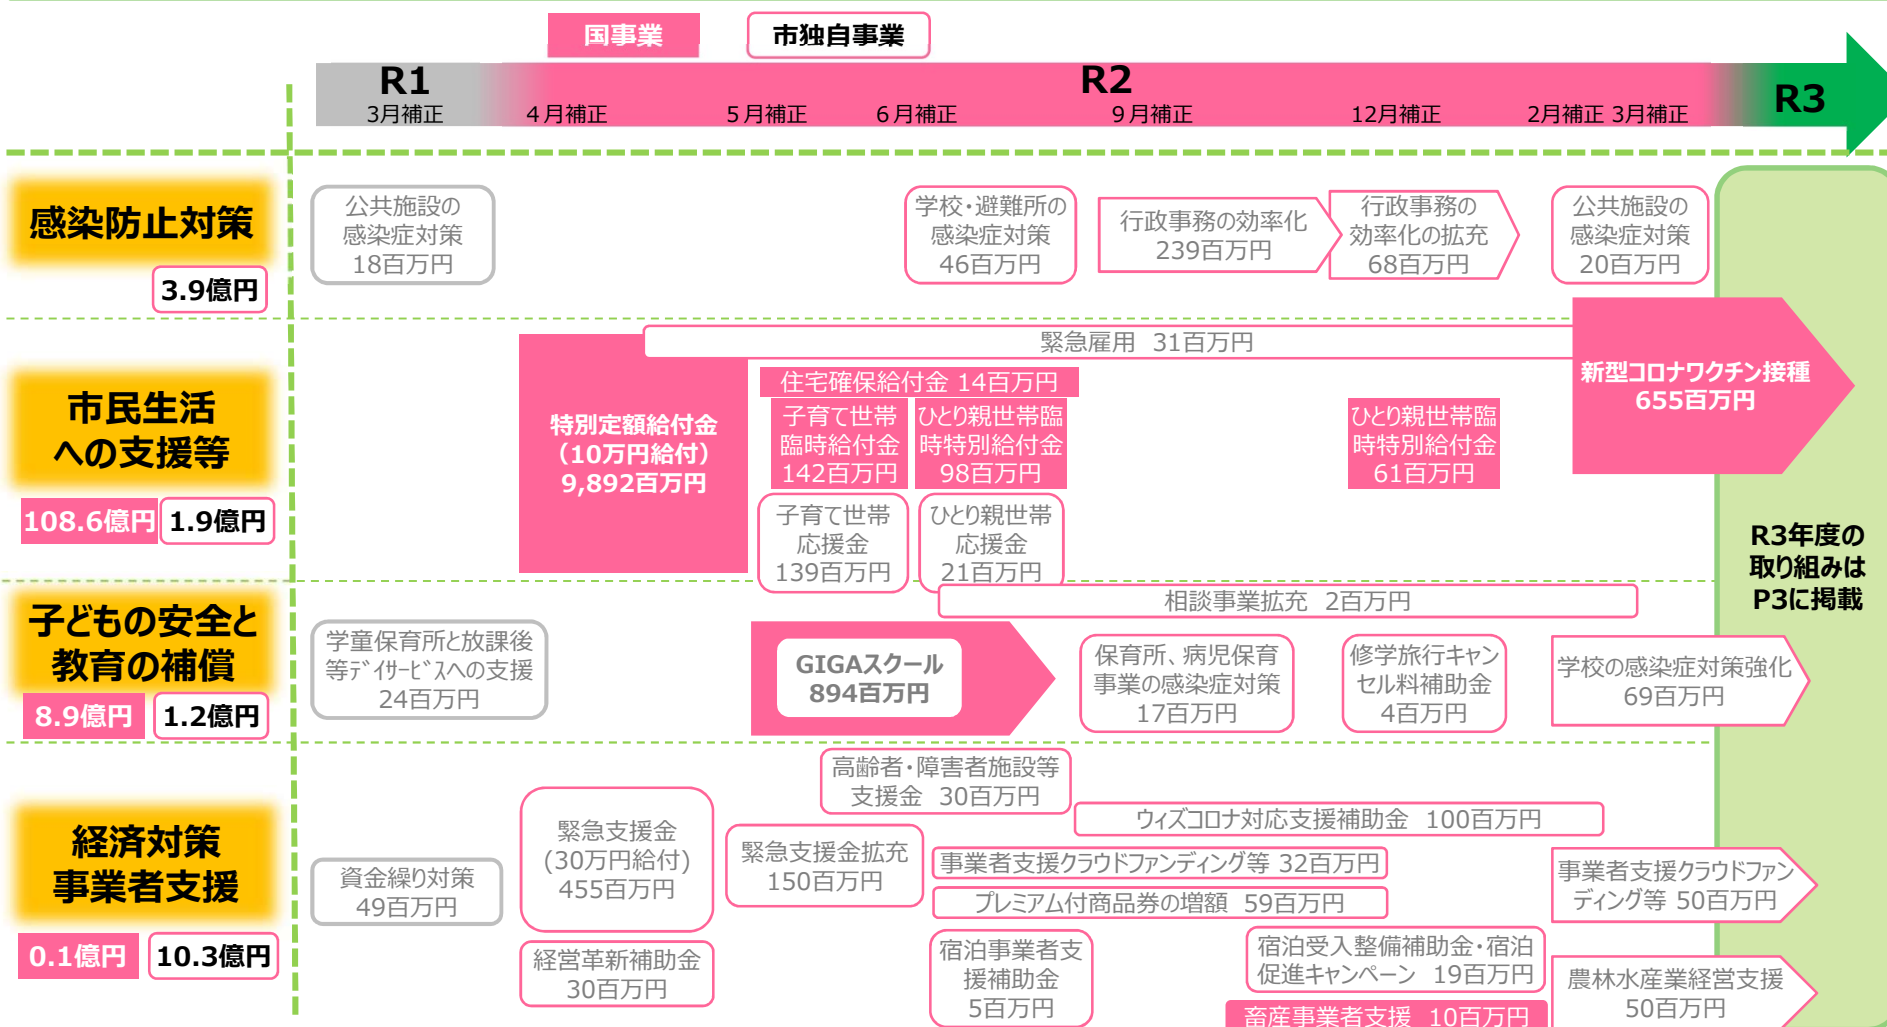 国事業
市独自事業
R1
R2
R3
3月補正
4月補正
5月補正
6月補正
9月補正
12月補正
2月補正 3月補正
感染防止対策
3.9億円
公共施設の
感染症対策
18百万円
学校・避難所の
感染症対策
46百万円
行政事務の効率化
239百万円
行政事務の
効率化の拡充
68百万円
公共施設の
感染症対策
20百万円
市民生活
への支援等
108.6億円
1.9億円
特別定額給付金
(10万円給付)
9,892百万円
緊急雇用 31百万円
住宅確保給付金 14百万円
子育て世帯
臨時給付金
142百万円
ひとり親世帯臨
時特別給付金
98百万円
ひとり親世帯臨
時特別給付金
61百万円
新型コロナワクチン接種
655百万円
子育て世帯
応援金
139百万円
ひとり親世帯
応援金
21百万円
R3年度の
取り組みは
P3に掲載
子どもの安全と
教育の補償
8.9億円
1.2億円
相談事業拡充 2百万円
学童保育所と放課後
等デイサービスへの支援
24百万円
GIGAスクール
894百万円
保育所、病児保育
事業の感染症対策
17百万円
修学旅行キャン
セル料補助金
4百万円
学校の感染症対策強化
69百万円
経済対策
事業者支援
0.1億円
10.3億円
資金繰り対策
49百万円
緊急支援金
(30万円給付)
455百万円
経営革新補助金
30百万円
高齢者・障害者施設等
支援金 30百万円
緊急支援金拡充
150百万円
ウィズコロナ対応支援補助金 100百万円
事業者支援クラウドファンディング等 32百万円
プレミアム付商品券の増額 59百万円
宿泊事業者支
援補助金
5百万円
宿泊受入整備補助金・宿泊
促進キャンペーン 19百万円
畜産事業者支援 10百万円
事業者支援クラウドファン
ディング等 50百万円
農林水産業経営支援
50百万円